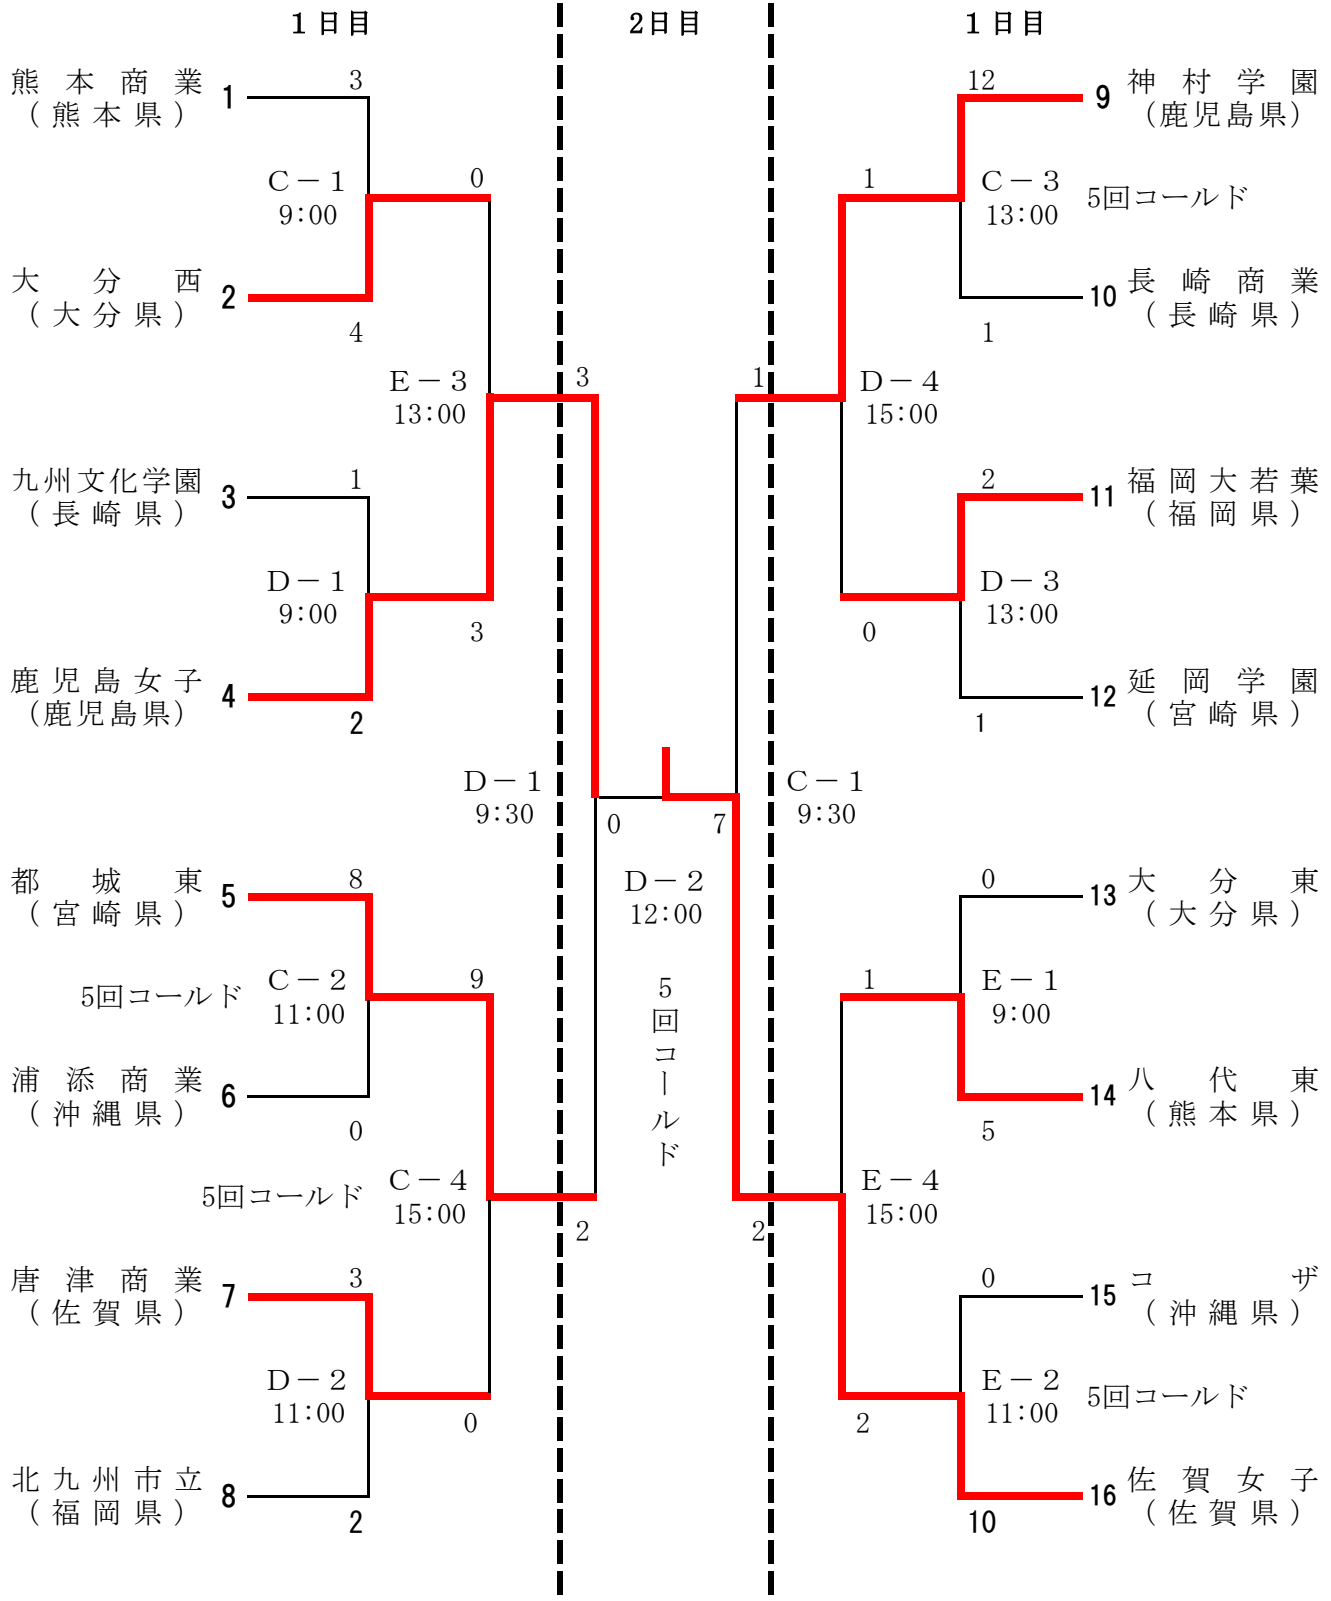 1日目
2日目
1日目
熊本商業
(熊本県)
1
3
C－1
9:00
0
大分西
(大分県)
2
4
E－3
13:00
3
九州文化学園
(長崎県)
3
1
D－1
9:00
3
鹿児島女子
(鹿児島県)
4
2
D－1
9:30
都城東
(宮崎県)
5
8
C－2
11:00
5回コールド
9
浦添商業
(沖縄県)
6
0
5回コールド
C－4
15:00
2
唐津商業
(佐賀県)
7
3
D－2
11:00
0
北九州市立
(福岡県)
8
2
0
7
D－2
12:00
5回コールド
12
9
神村学園
(鹿児島県)
1
C－3
13:00
5回コールド
10
長崎商業
(長崎県)
1
1
D－4
15:00
2
11
福岡大若葉
(福岡県)
D－3
13:00
0
12
延岡学園
(宮崎県)
1
C－1
9:30
0
13
大分東
(大分県)
1
E－1
9:00
14
八代東
(熊本県)
5
E－4
15:00
2
0
15
コザ
(沖縄県)
E－2
11:00
5回コールド
2
16
佐賀女子
(佐賀県)
10